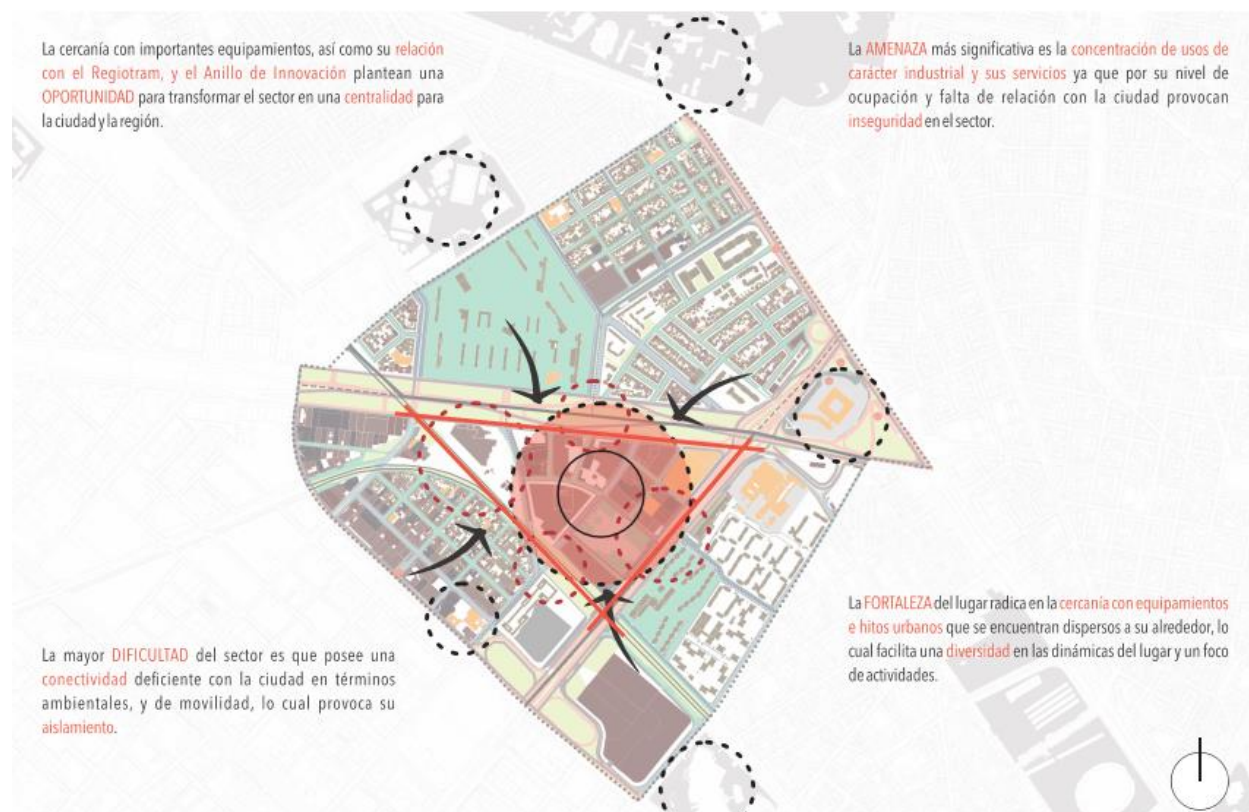 La cercanía con importantes equipamientos, así como su relación
con el Regiotram, y el Anillo de Innovación plantean una
OPORTUNIDAD para transformar el sector en una centralidad para
la ciudad y la región.
La AMENAZA más significativa es la concentración de usos de
carácter industrial y sus servicios ya que por su nivel de
ocupación y falta de relación con la ciudad provocan
inseguridad en el sector.
La mayor DIFICULTAD del sector es que posee una
conectividad deficiente con la ciudad en términos
ambientales, y de movilidad, lo cual provoca su
aislamiento.
La FORTALEZA del lugar radica en la cercanía con equipamientos
e hitos urbanos que se encuentran dispersos a su alrededor, lo
cual facilita una diversidad en las dinámicas del lugar y un foco
de actividades.